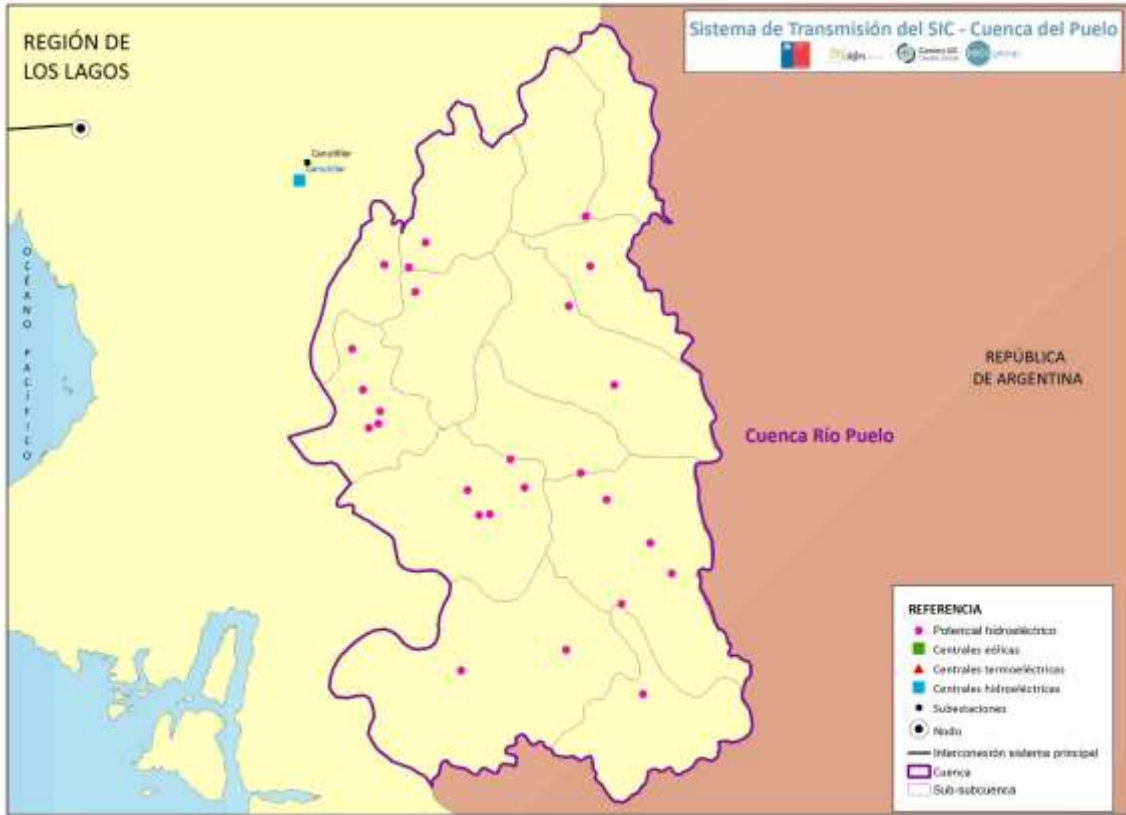 REGIÓN DE
LOS LAGOS
Sistema de Transmisión del SIC - Cuenca del Puelo
Canutillar
Canutillar
OCÉANO PACÍFICO
REPÚBLICA
DE ARGENTINA
Cuenca Río Puelo
REFERENCIA
Potencial hidroeléctrico
Centrales eólicas
Centrales termoeléctricas
Centrales hidroeléctricas
Subestaciones
Nodo
Interconexión sistema principal
Cuenca
Sub-subcuenca